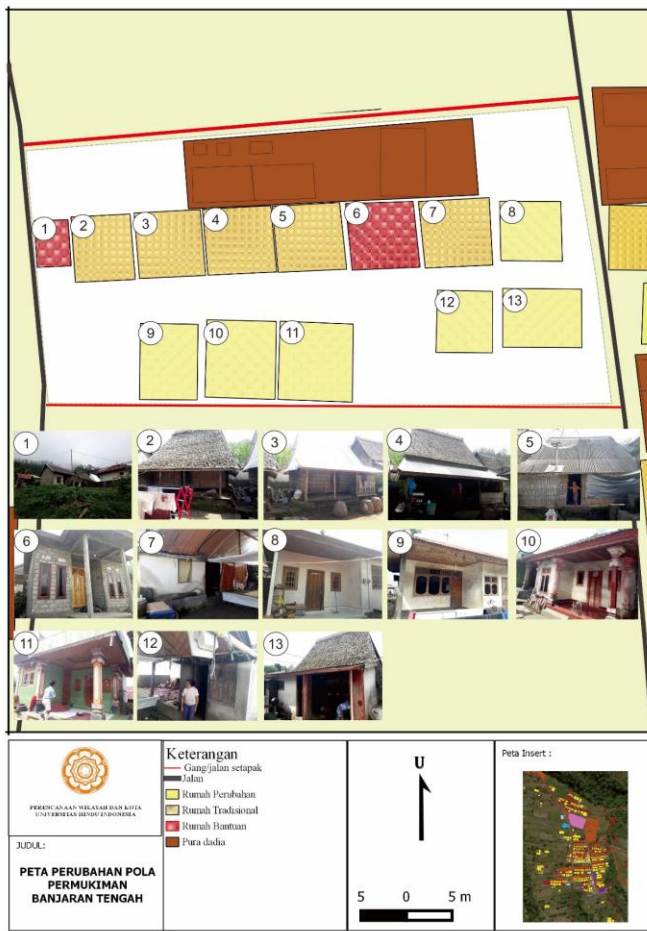 1
2
3
4
5
6
7
8
9
10
11
12
13
1
2
3
4
5
6
7
8
9
10
11
12
13
PERENCANAAN WILAYAH DAN KOTA
UNIVERSITAS HINDU INDONESIA
JUDUL:
PETA PERUBAHAN POLA
PERMUKIMAN
BANJARAN TENGAH
Keterangan
Gang/jalan setapak
Jalan
Rumah Perubahan
Rumah Tradisional
Rumah Bantuan
Pura dadia
U
5 0 5 m
Peta Insert :